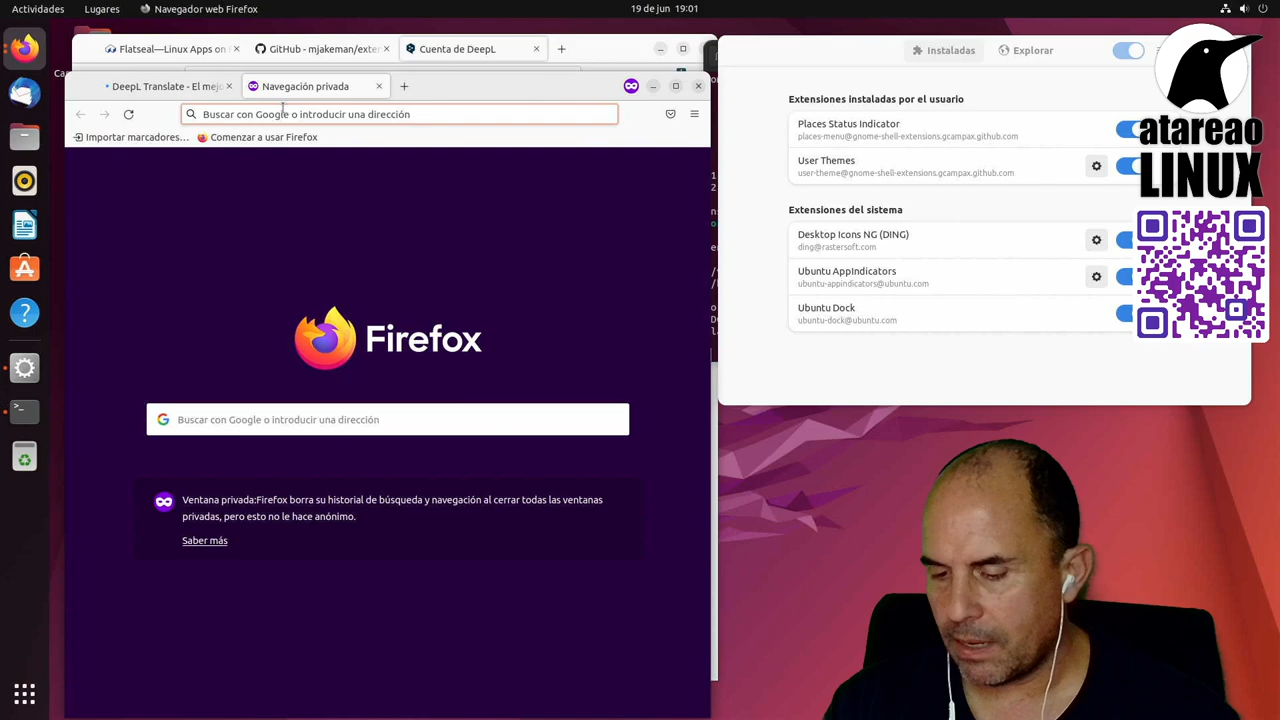 Actividades
Lugares
Navegador web Firefox
19 de jun 19:01
Flatseal—Linux Apps on
GitHub - mjakeman/exten
Cuenta de DeepL
DeepL Translate - El mejo
Navegación privada
Buscar con Google o introducir una dirección
Importar marcadores…
Comenzar a usar Firefox
Firefox
Buscar con Google o introducir una dirección
Ventana privada:Firefox borra su historial de búsqueda y navegación al cerrar todas las ventanas
privadas, pero esto no le hace anónimo.
Saber más
Instaladas
Explorar
Extensiones instaladas por el usuario
Places Status Indicator
places-menu@gnome-shell-extensions.gcampax.github.com
User Themes
user-theme@gnome-shell-extensions.gcampax.github.com
Extensiones del sistema
Desktop Icons NG (DING)
ding@rastersoft.com
Ubuntu AppIndicators
ubuntu-appindicators@ubuntu.com
Ubuntu Dock
ubuntu-dock@ubuntu.com
atareao
LINUX